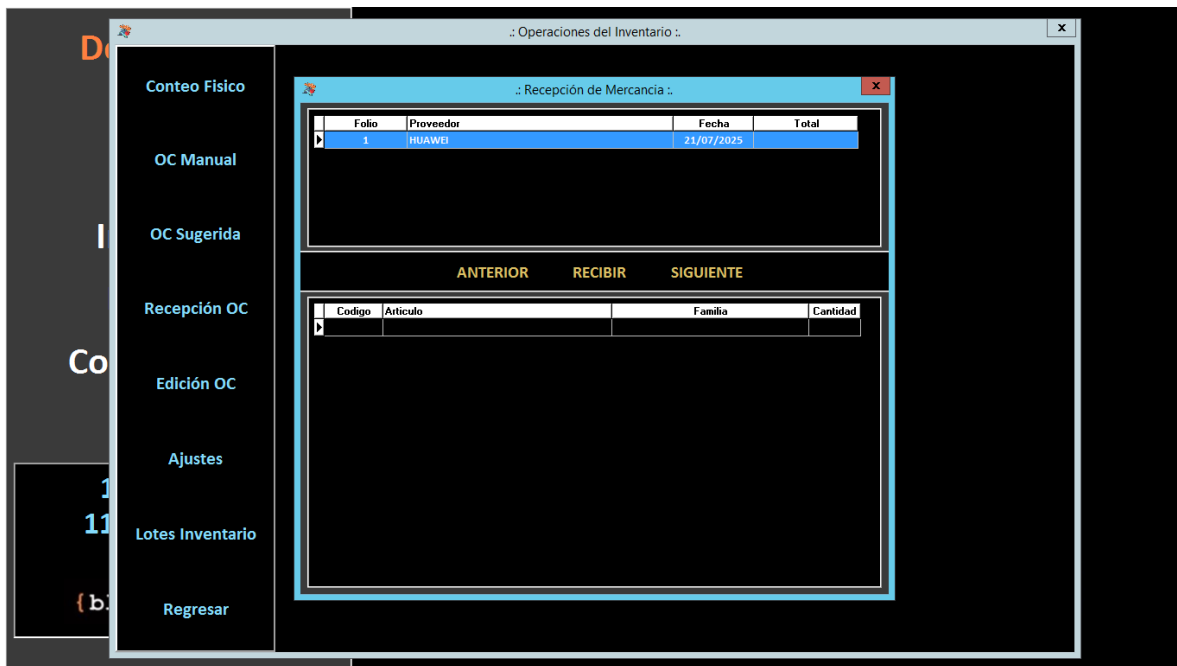 .: Operaciones del Inventario :.
x
Conteo Fisico
OC Manual
OC Sugerida
Recepción OC
Edición OC
Ajustes
Lotes Inventario
Regresar
.: Recepción de Mercancia :.
x
Folio Proveedor Fecha Total
1 HUAWEI 21/07/2025
ANTERIOR RECIBIR SIGUIENTE
Codigo Articulo Familia Cantidad